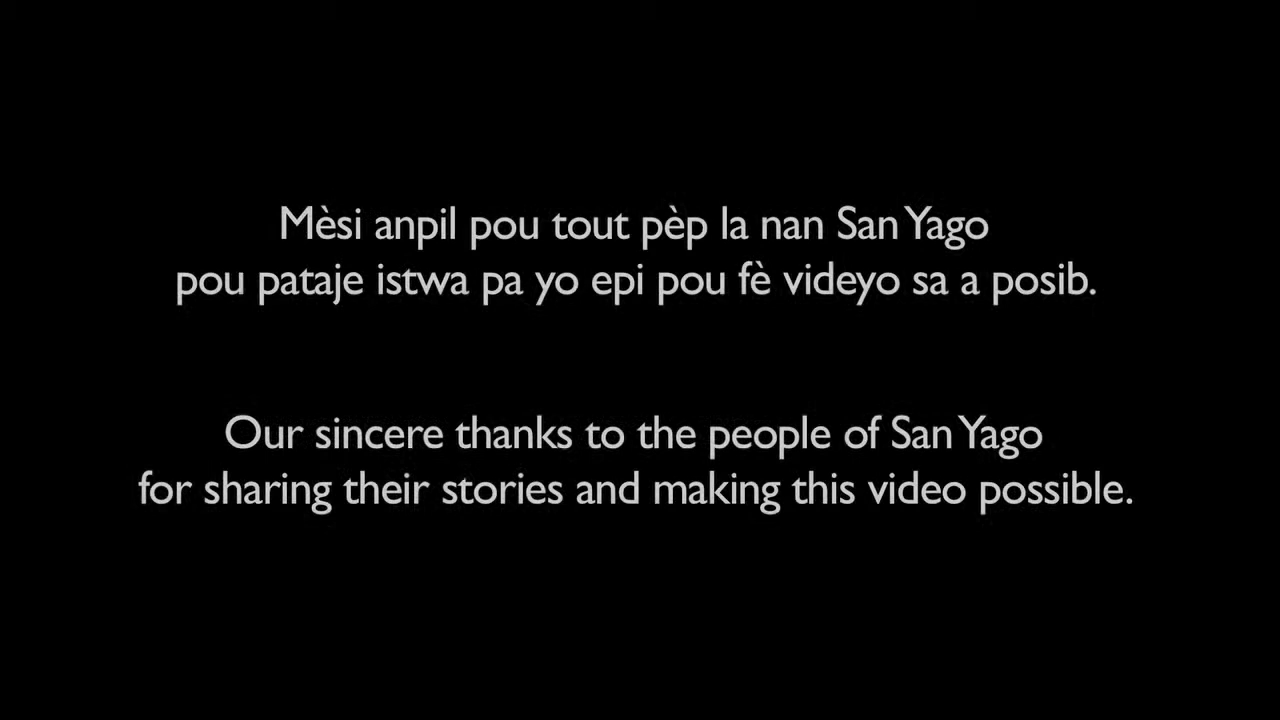 Mèsi anpil pou tout pèp la nan San Yago
pou pataje istwa pa yo epi pou fè videyo sa a posib.
Our sincere thanks to the people of San Yago
for sharing their stories and making this video possible.